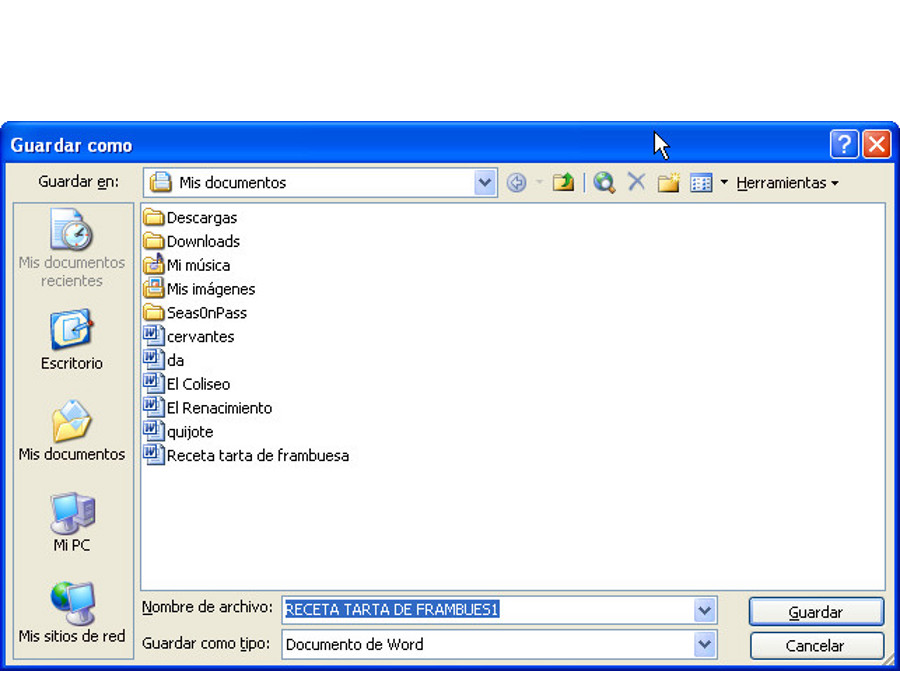 Guardar como
Guardar en: Mis documentos Herramientas
Mis documentos
recientes
Escritorio
Mis documentos
Mi PC
Mis sitios de red
Descargas
Downloads
Mi música
Mis imágenes
Seas0nPass
cervantes
da
El Coliseo
El Renacimiento
quijote
Receta tarta de frambuesa
Nombre de archivo: RECETA TARTA DE FRAMBUES1 Guardar
Guardar como tipo: Documento de Word Cancelar